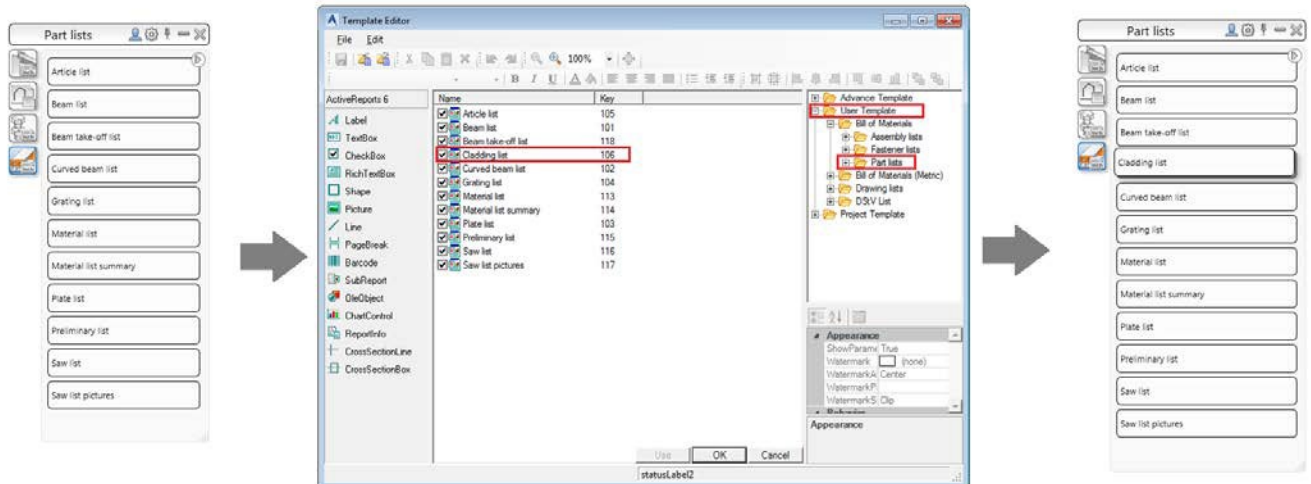 Part lists
Article list
Beam list
Beam take-off list
Curved beam list
Grating list
Material list
Material list summary
Plate list
Preliminary list
Saw list
Saw list pictures
Template Editor
File Edit
100%
B I U
ActiveReports 6
Label
TextBox
CheckBox
RichTextBox
Shape
Picture
Line
PageBreak
Barcode
SubReport
OleObject
ChartControl
ReportInfo
CrossSectionLine
CrossSectionBox
Name Key
Article list 105
Beam list 101
Beam take-off list 118
Cladding list 106
Curved beam list 102
Grating list 104
Material list 113
Material list summary 114
Plate list 103
Preliminary list 115
Saw list 116
Saw list pictures 117
Use OK Cancel
statusLabel2
Advance Template
User Template
Bill of Materials
Assembly lists
Fastener lists
Part lists
Bill of Materials (Metric)
Drawing lists
DStV List
Project Template
Appearance
ShowParame True
Watermark (none)
WatermarkA Center
WatermarkP
WatermarkS Clip
Behavior
Appearance
Part lists
Article list
Beam list
Beam take-off list
Cladding list
Curved beam list
Grating list
Material list
Material list summary
Plate list
Preliminary list
Saw list
Saw list pictures